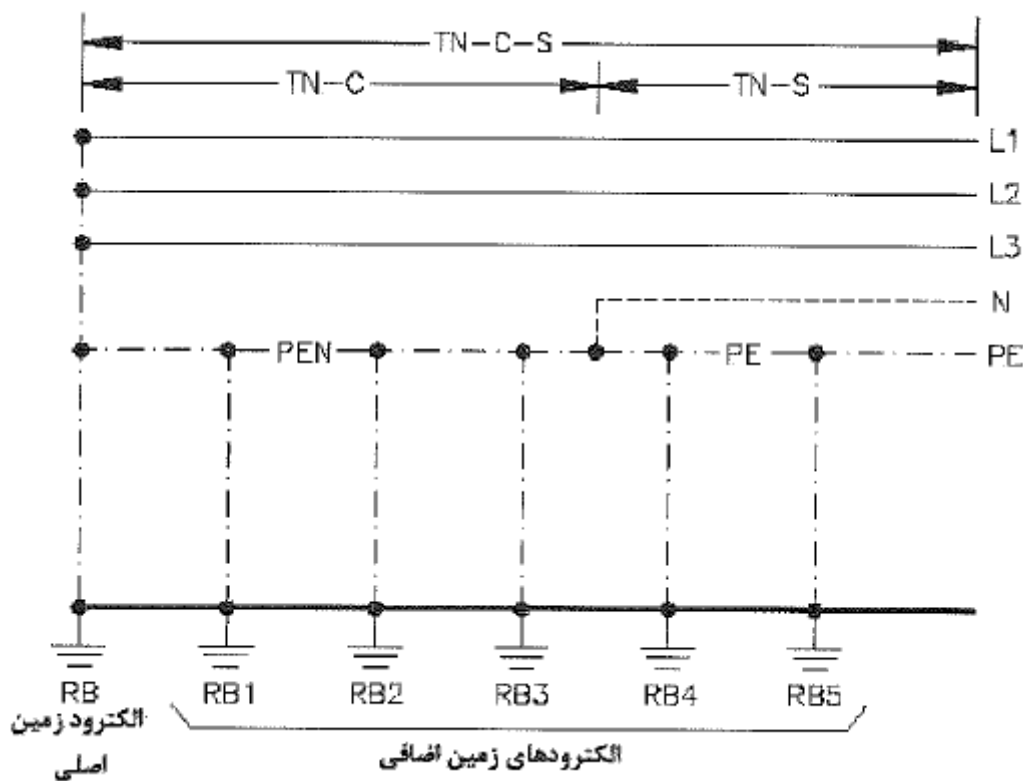 TN-C-S
TN-C TN-S
L1
L2
L3
N
PEN PE PE
RB RB1 RB2 RB3 RB4 RB5
الکترود زمین
اصلی
الکترودهای زمین اضافی